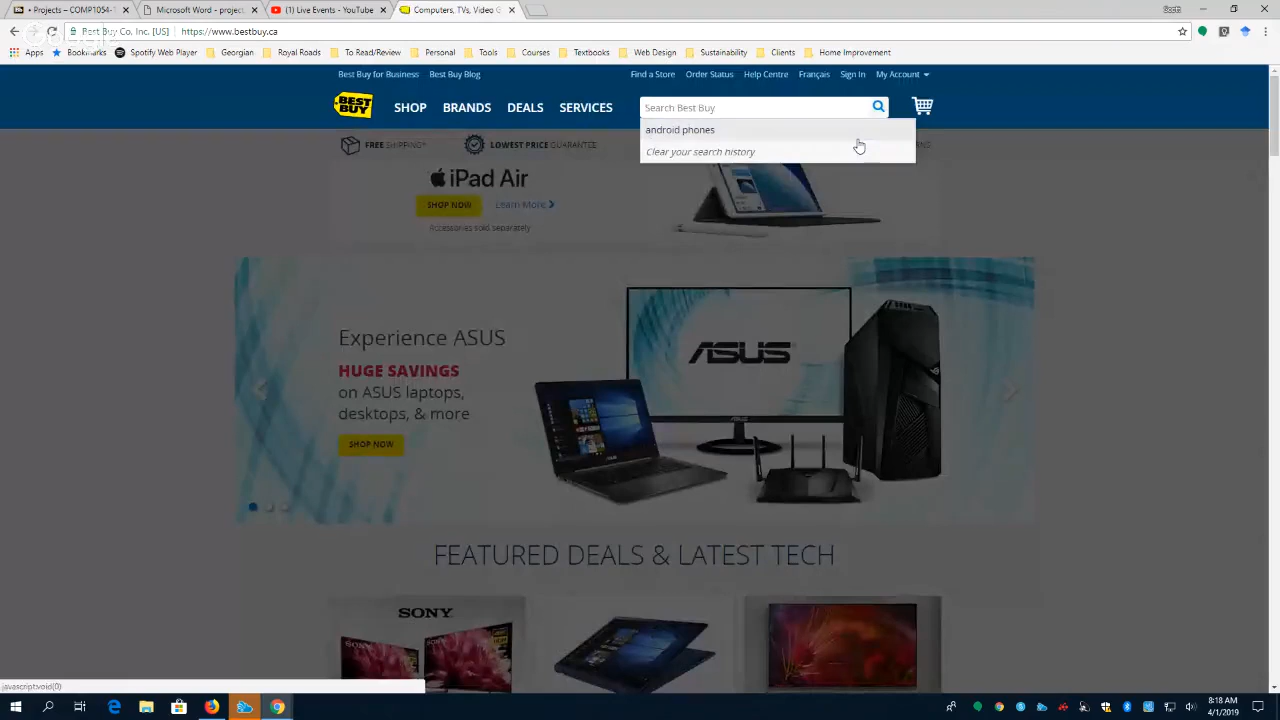 Projects – COMP1054-
Microsoft Word - project
(1) Live Events - YouTube
Computers, TVs, Video G
Best Buy Co. Inc. [US]
https://www.bestbuy.ca
Apps
Bookmarks
Spotify Web Player
Georgian
Royal Roads
To Read/Review
Personal
Tools
Courses
Textbooks
Web Design
Sustainability
Clients
Home Improvement
Best Buy for Business
Best Buy Blog
Find a Store
Order Status
Help Centre
Français
Sign In
My Account
BEST BUY
SHOP
BRANDS
DEALS
SERVICES
Search Best Buy
android phones
Clear your search history
FREE SHIPPING*
LOWEST PRICE GUARANTEE
iPad Air
SHOP NOW
Learn More
Accessories sold separately
Experience ASUS
HUGE SAVINGS
on ASUS laptops,
desktops, & more
SHOP NOW
ASUS
FEATURED DEALS & LATEST TECH
SONY
javascript:void(0)
8:18 AM
4/1/2019